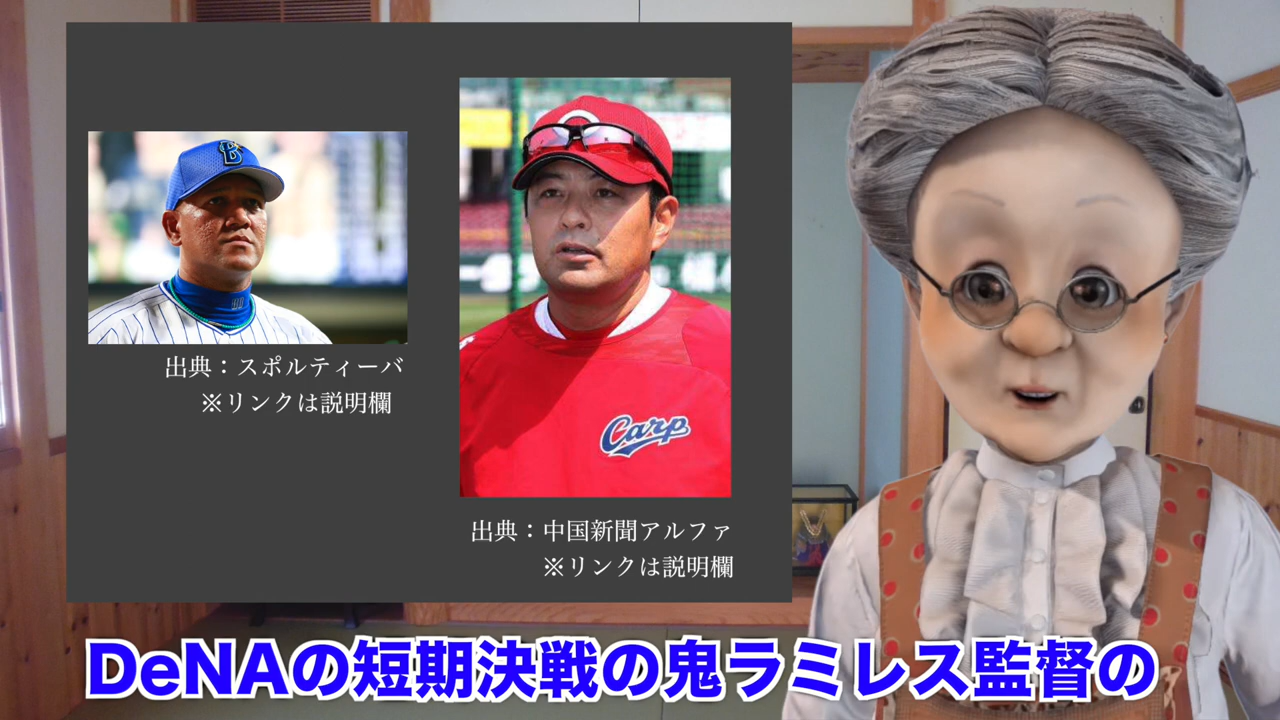 B
C
Carp
出典：スポルティーバ
※リンクは説明欄
出典：中国新聞アルファ
※リンクは説明欄
DeNAの短期決戦の鬼ラミレス監督の